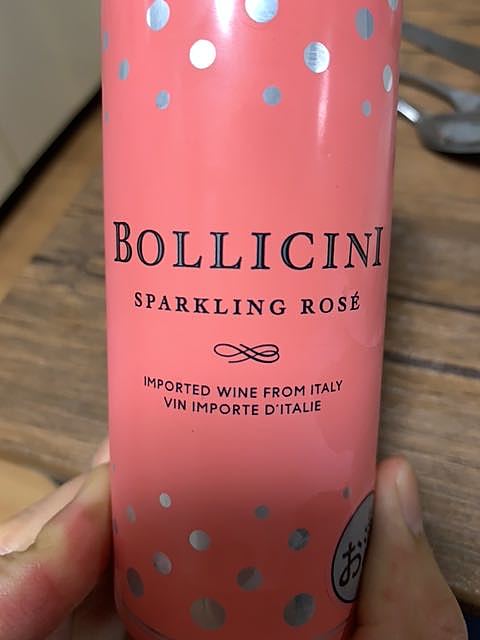 BOLLICINI
SPARKLING ROSÉ
IMPORTED WINE FROM ITALY
VIN IMPORTE D'ITALIE